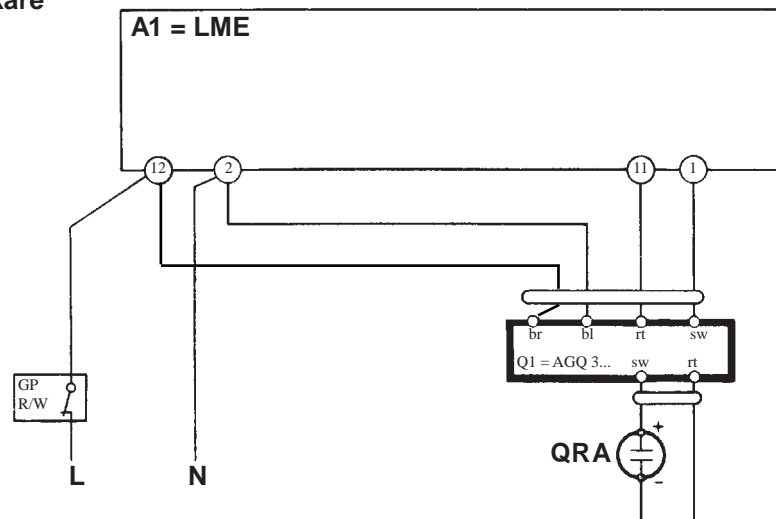 A1 = LME
12 2 11 1
br bl rt sw
Q1 = AGQ 3... sw rt
GP
R/W
QRA + -
L N